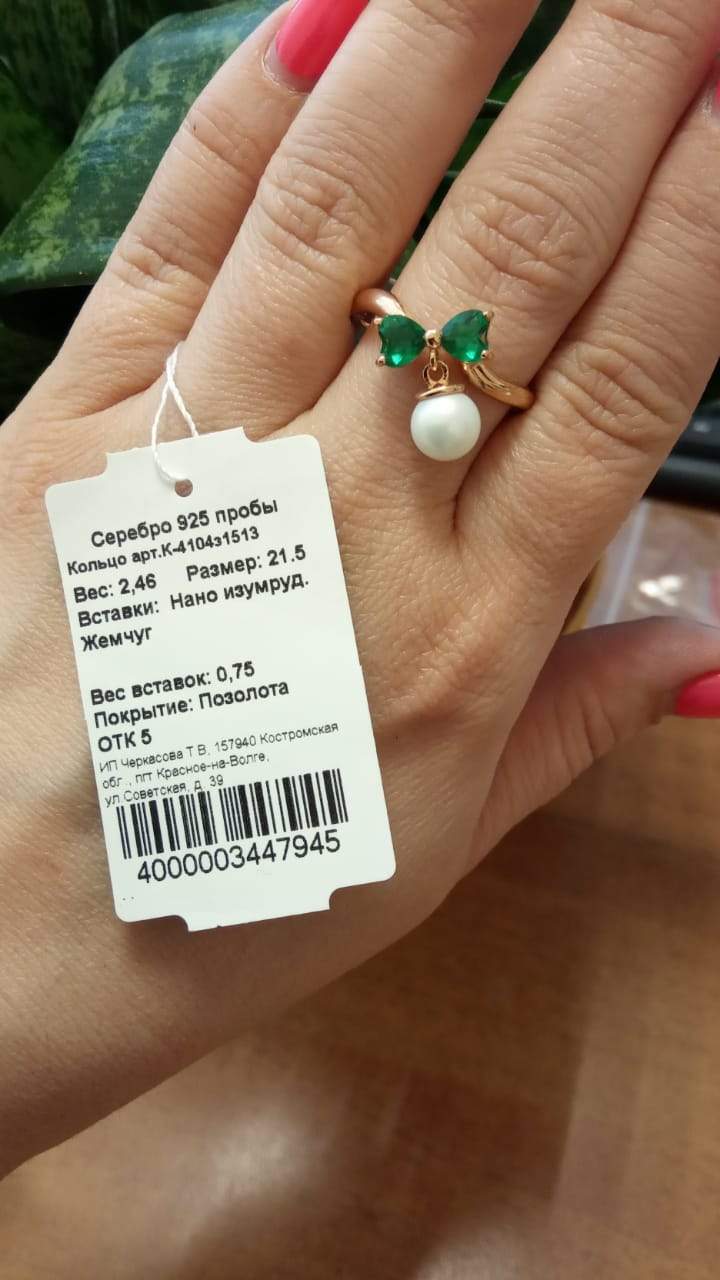 Серебро 925 пробы
Кольцо арт.К-4104з1513
Вес: 2,46 Размер: 21.5
Вставки: Нано изумруд.
Жемчуг
Вес вставок: 0,75
Покрытие: Позолота
ОТК 5
ИП Черкасова Т В, 157940 Костромская
обг ., пгт Красное-на-Волге,
ул.Советская, д. 39
4000003447945